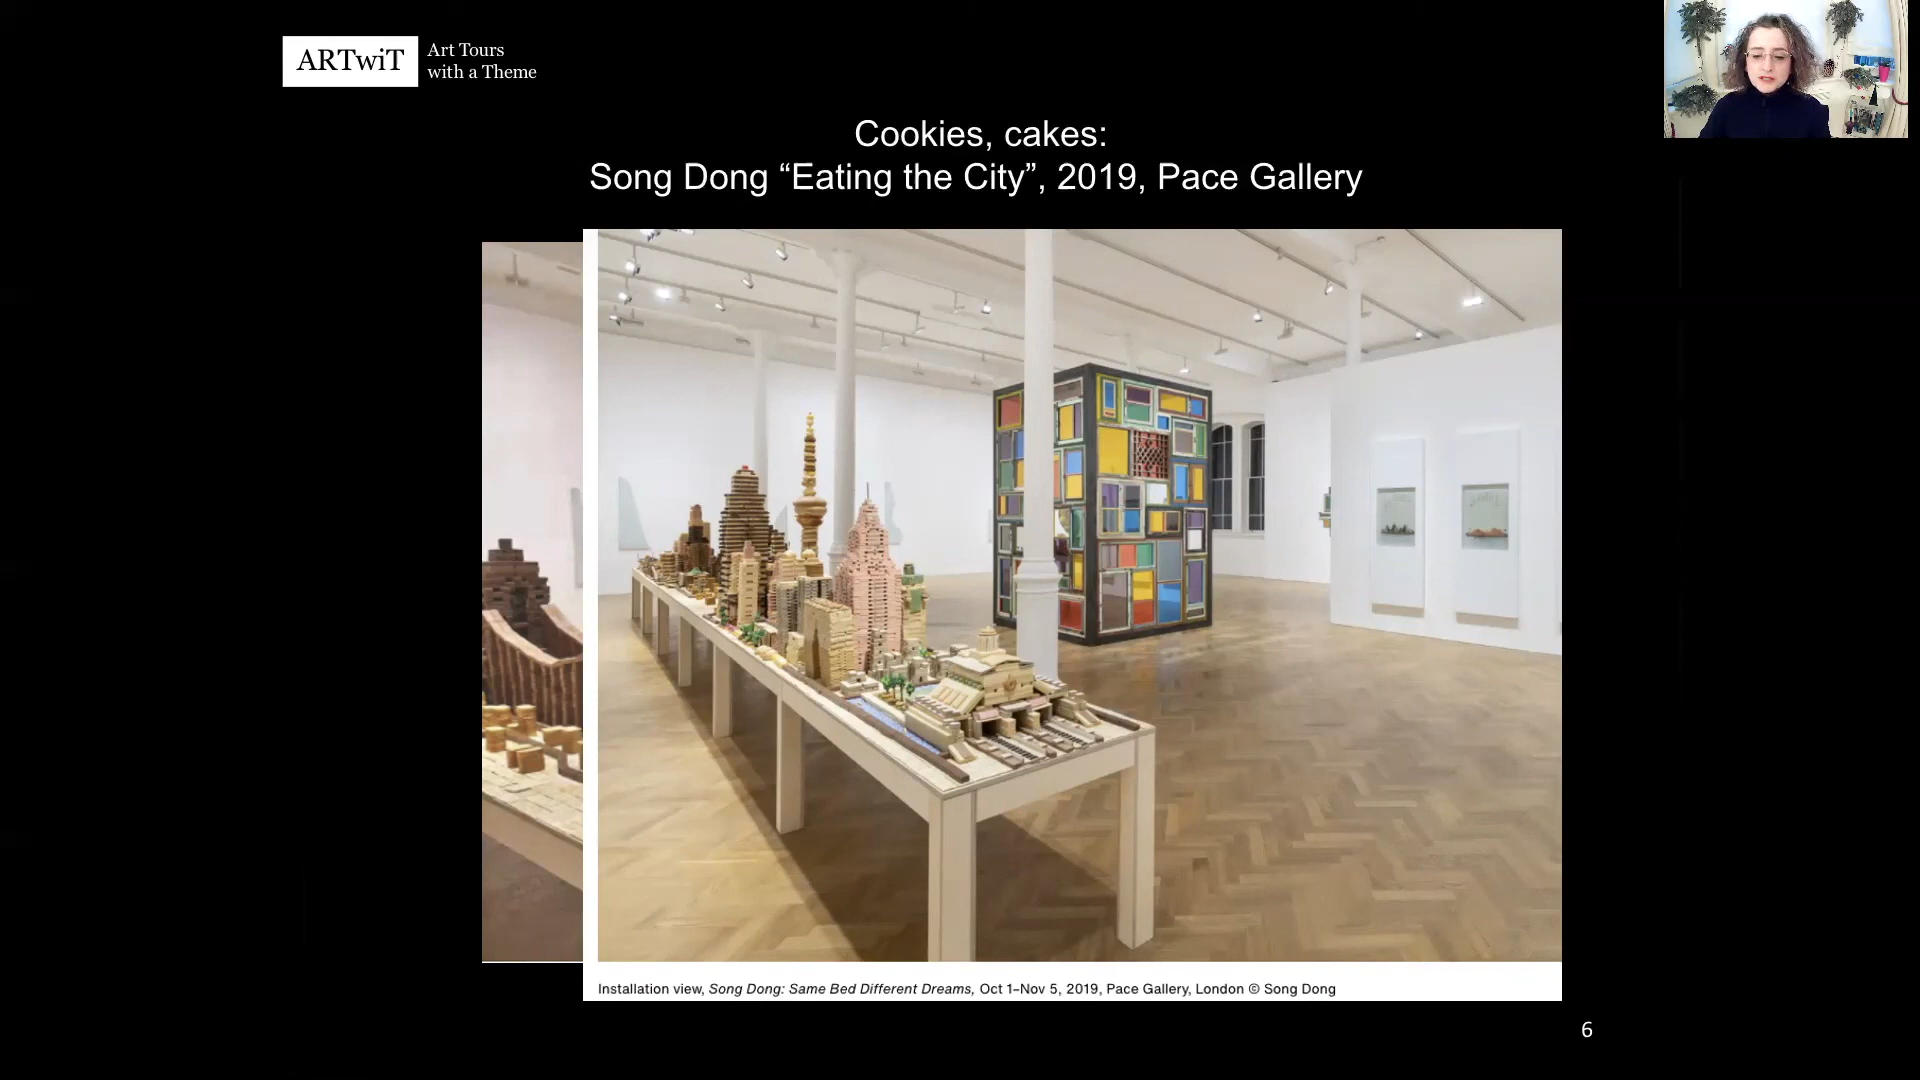 ARTwiT
Art Tours
with a Theme
Cookies, cakes:
Song Dong “Eating the City”, 2019, Pace Gallery
Installation view, Song Dong: Same Bed Different Dreams, Oct 1–Nov 5, 2019, Pace Gallery, London © Song Dong
6